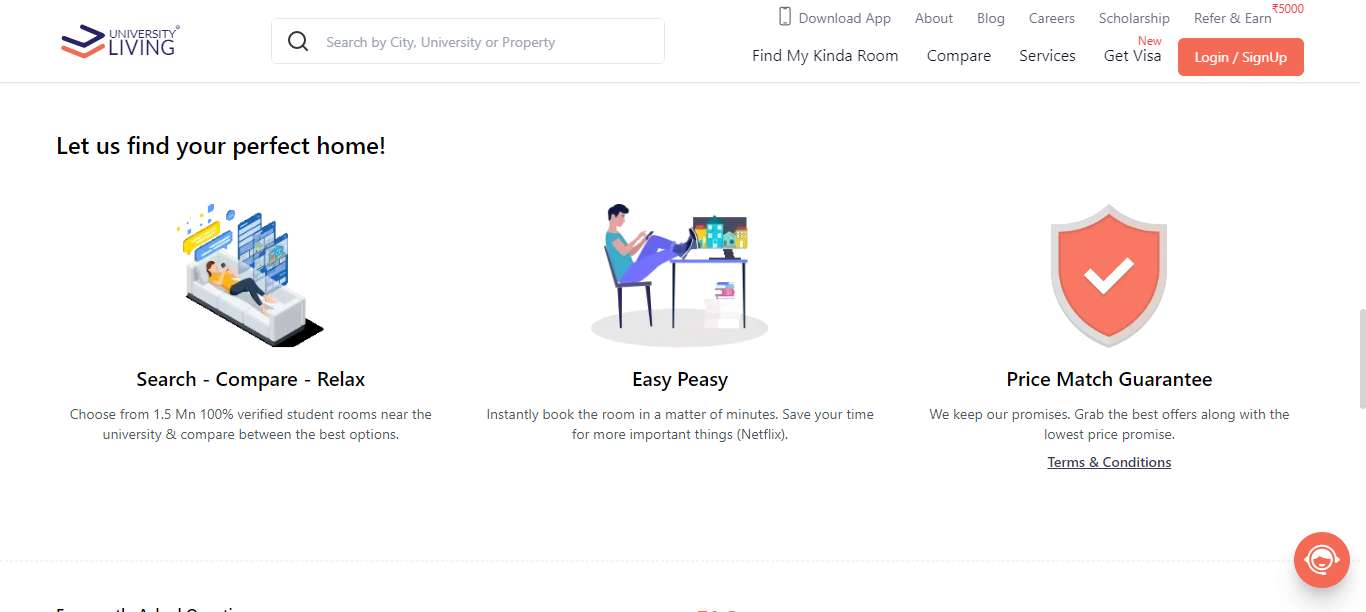 UNIVERSITY
LIVING
Search by City, University or Property
Download App About Blog Careers Scholarship Refer & Earn ₹5000
Find My Kinda Room Compare Services Get Visa New Login / SignUp
Let us find your perfect home!
Search - Compare - Relax
Choose from 1.5 Mn 100% verified student rooms near the
university & compare between the best options.
Easy Peasy
Instantly book the room in a matter of minutes. Save your time
for more important things (Netflix).
Price Match Guarantee
We keep our promises. Grab the best offers along with the
lowest price promise.
Terms & Conditions